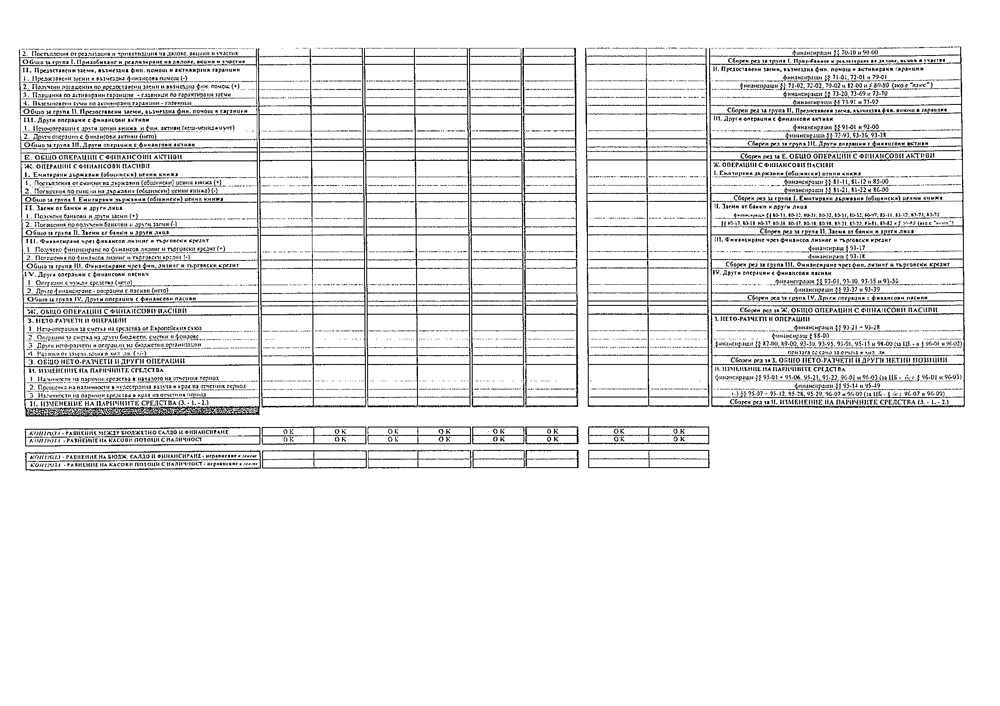 2. Постъпления от реализация и приватизация на дялове, акции и участия
финансиращи §§ 70-10 и 90-00
Общо за група I. Придобиване и реализиране на дялове, акции и участия
Сборен ред за група I. Придобиване и реализиране на дялове, акции и участия
II. Предоставени заеми, възмездна фин. помощ и активирани гаранции
II. Предоставени заеми, възмездна фин. помощ и активирани гаранции
1. Предоставени заеми и възмездна финансова помощ (-)
финансиращи §§ 71-01, 72-01 и 79-01
2. Получени погашения по предоставени заеми и възмездна фин. помощ (+)
финансиращи §§ 71-02, 72-02, 79-02 и 82-00 и § 80-80 (ако е "плюс")
3. Плащания по активирани гаранции - главници по гарантирани заеми
финансиращи §§ 73-20, 73-69 и 73-70
4. Възстановени суми по активирани гаранции - главници
финансиращи §§ 73-91 и 73-92
Общо за група II. Предоставени заеми, възмездна фин. помощ и гаранции
Сборен ред за група II. Предоставени заеми, възмездна фин. помощ и гаранции
III. Други операции с финансови активи
III. Други операции с финансови активи
1. Нето-операции с други ценни книжа и фин. активи (кеш-мениджмънт)
финансиращи §§ 91-01 и 92-00
2. Други операции с финансови активи (нето)
финансиращи §§ 73-93, 93-36, 93-38
Общо за група III. Други операции с финансови активи
Сборен ред за група III. Други операции с финансови активи
Е. ОБЩО ОПЕРАЦИИ С ФИНАНСОВИ АКТИВИ
Сборен ред за Е. ОБЩО ОПЕРАЦИИ С ФИНАНСОВИ АКТИВИ
Ж. ОПЕРАЦИИ С ФИНАНСОВИ ПАСИВИ
Ж. ОПЕРАЦИИ С ФИНАНСОВИ ПАСИВИ
I. Емитирани държавни (общински) ценни книжа
I. Емитирани държавни (общински) ценни книжа
1. Постъпления от емисии на държавни (общински) ценни книжа (+)
финансиращи §§ 81-11, 81-12 и 85-00
2. Погашения по емисии на държавни (общински) ценни книжа) (-)
финансиращи §§ 81-21, 81-22 и 86-00
Общо за група I. Емитирани държавни (общински) ценни книжа
Сборен ред за група I. Емитирани държавни (общински) ценни книжа
II. Заеми от банки и други лица
II. Заеми от банки и други лица
1. Получени банкови и други заеми (+)
финансиращи §§ 80-11, 80-12, 80-31, 80-32, 80-51, 80-52, 80-97, 83-11, 83-12, 83-71, 83-72
2. Погашения по получени банкови и други заеми (-)
§§ 80-17, 80-18, 80-37, 80-38, 80-57, 80-58, 80-98, 83-21, 83-22, 83-81, 83-82 и § 80-80 (ако е "минус")
Общо за група II. Заеми от банки и други лица
Сборен ред за група II. Заеми от банки и други лица
III. Финансиране чрез финансов лизинг и търговски кредит
III. Финансиране чрез финансов лизинг и търговски кредит
1. Получено финансиране по финансов лизинг и търговски кредит (+)
финансиращ § 93-17
2. Погашения по финансов лизинг и търговски кредит (-)
финансиращ § 93-18
Общо за група III. Финансиране чрез фин. лизинг и търговски кредит
Сборен ред за група III. Финансиране чрез фин. лизинг и търговски кредит
IV. Други операции с финансови пасиви
IV. Други операции с финансови пасиви
1. Операции с чужди средства (нето)
финансиращи §§ 93-01, 93-10, 93-55 и 93-56
2. Друго финансиране - операции с пасиви (нето)
финансиращи §§ 93-37 и 93-39
Общо за група IV. Други операции с финансови пасиви
Сборен ред за група IV. Други операции с финансови пасиви
Ж. ОБЩО ОПЕРАЦИИ С ФИНАНСОВИ ПАСИВИ
Сборен ред за Ж. ОБЩО ОПЕРАЦИИ С ФИНАНСОВИ ПАСИВИ
З. НЕТО-РАЗЧЕТИ И ОПЕРАЦИИ
З. НЕТО-РАЗЧЕТИ И ОПЕРАЦИИ
1. Нето-операции за сметка на средства от Европейския съюз
финансиращи §§ 93-21 ÷ 93-28
2. Операции за сметка на други бюджети, сметки и фондове
финансиращ § 88-00
3. Други нето-разчети и операции на бюджетни организации
финансиращи §§ 87-00, 89-00, 93-30, 93-95, 93-96, 95-13 и 98-00 (за ЦБ - и § 96-01 и 96-02)
4. Разлики от закръгления в хил. лв. (+/-)
прилага се само за отчета в хил. лв.
З. ОБЩО НЕТО-РАЗЧЕТИ И ДРУГИ ОПЕРАЦИИ
Сборен ред за З. ОБЩО НЕТО-РАЗЧЕТИ И ДРУГИ НЕТНИ ПОЗИЦИИ
И. ИЗМЕНЕНИЕ НА ПАРИЧНИТЕ СРЕДСТВА
И. ИЗМЕНЕНИЕ НА ПАРИЧНИТЕ СРЕДСТВА
1. Наличности на парични средства в началото на отчетния период
финансиращи §§ 95-01 ÷ 95-06, 95-21, 95-22, 96-01 и 96-03 (за ЦБ - без § 96-01 и 96-03)
2. Преоценка на наличности в чуждестранна валута в края на отчетния период
финансиращи §§ 95-14 и 95-49
3. Наличности на парични средства в края на отчетния период
(-) §§ 95-07 ÷ 95-12, 95-28, 95-29, 96-07 и 96-09 (за ЦБ - § без 96-07 и 96-09)
И. ИЗМЕНЕНИЕ НА ПАРИЧНИТЕ СРЕДСТВА (3. - 1. - 2.)
Сборен ред за И. ИЗМЕНЕНИЕ НА ПАРИЧНИТЕ СРЕДСТВА (3. - 1. - 2.)
КОНТРОЛА - РАВНЕНИЕ МЕЖДУ БЮДЖЕТНО САЛДО И ФИНАНСИРАНЕ O K O K O K O K O K O K O K O K
КОНТРОЛА - РАВНЕНИЕ НА КАСОВИ ПОТОЦИ С НАЛИЧНОСТ O K O K O K O K O K O K O K O K
КОНТРОЛА - РАВНЕНИЕ НА БЮДЖ. САЛДО И ФИНАНСИРАНЕ - неравнение в левове
КОНТРОЛА - РАВНЕНИЕ НА КАСОВИ ПОТОЦИ С НАЛИЧНОСТ - неравнение в левове